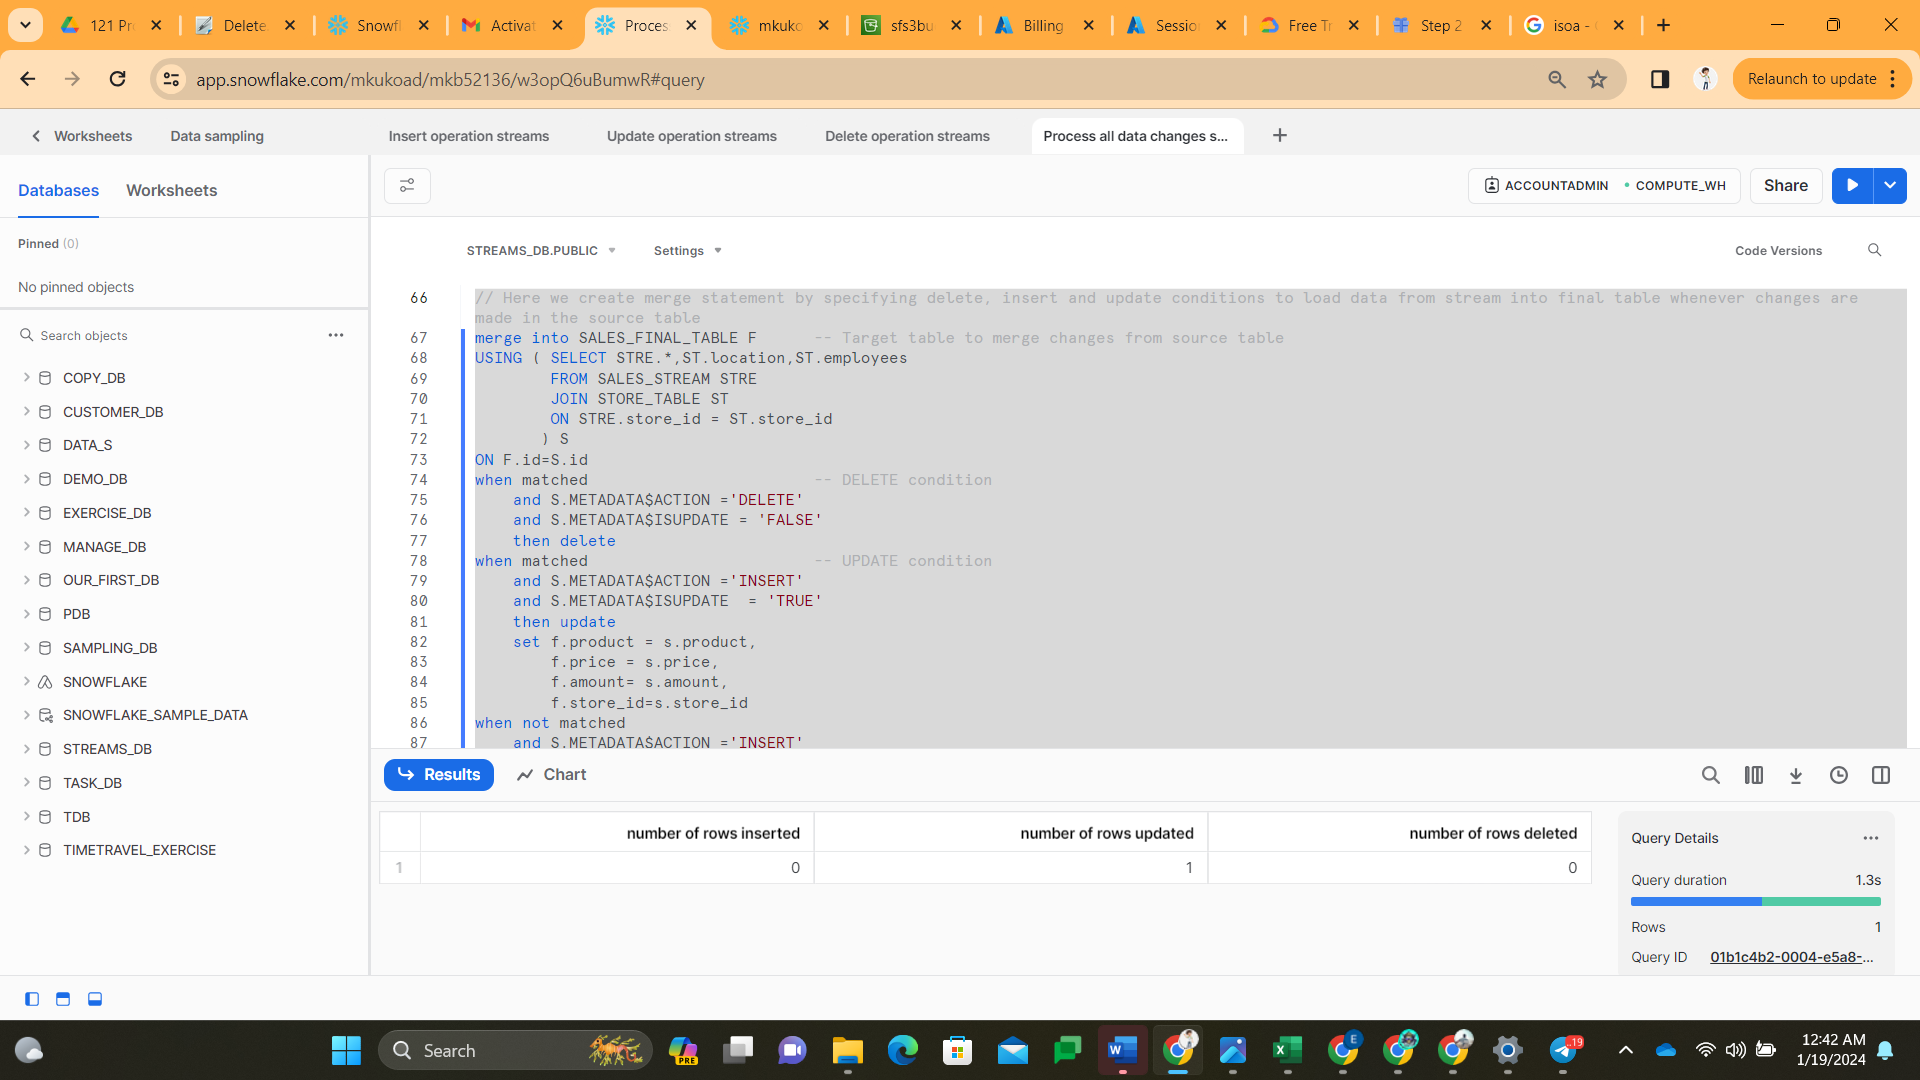 121 Pr
Delete
Snowfl
Activat
Proces
mkuko
sfs3bu
Billing
Sessio
Free Tr
Step 2
isoa -
app.snowflake.com/mkukoad/mkb52136/w3opQ6uBumwR#query
Relaunch to update
Worksheets
Data sampling
Insert operation streams
Update operation streams
Delete operation streams
Process all data changes s...
Databases
Worksheets
ACCOUNTADMIN
COMPUTE_WH
Share
Pinned (0)
No pinned objects
Search objects
COPY_DB
CUSTOMER_DB
DATA_S
DEMO_DB
EXERCISE_DB
MANAGE_DB
OUR_FIRST_DB
PDB
SAMPLING_DB
SNOWFLAKE
SNOWFLAKE_SAMPLE_DATA
STREAMS_DB
TASK_DB
TDB
TIMETRAVEL_EXERCISE
STREAMS_DB.PUBLIC
Settings
Code Versions
66 // Here we create merge statement by specifying delete, insert and update conditions to load data from stream into final table whenever changes are
made in the source table
67 merge into SALES_FINAL_TABLE F -- Target table to merge changes from source table
68 USING ( SELECT STRE.*,ST.location,ST.employees
69 FROM SALES_STREAM STRE
70 JOIN STORE_TABLE ST
71 ON STRE.store_id = ST.store_id
72 ) S
73 ON F.id=S.id
74 when matched -- DELETE condition
75 and S.METADATA$ACTION ='DELETE'
76 and S.METADATA$ISUPDATE = 'FALSE'
77 then delete
78 when matched -- UPDATE condition
79 and S.METADATA$ACTION ='INSERT'
80 and S.METADATA$ISUPDATE = 'TRUE'
81 then update
82 set f.product = s.product,
83 f.price = s.price,
84 f.amount= s.amount,
85 f.store_id=s.store_id
86 when not matched
87 and S.METADATA$ACTION ='INSERT'
Results
Chart
number of rows inserted number of rows updated number of rows deleted
1 0 1 0
Query Details
Query duration 1.3s
Rows 1
Query ID 01b1c4b2-0004-e5a8-...
Search
PRE
E
19
12:42 AM
1/19/2024